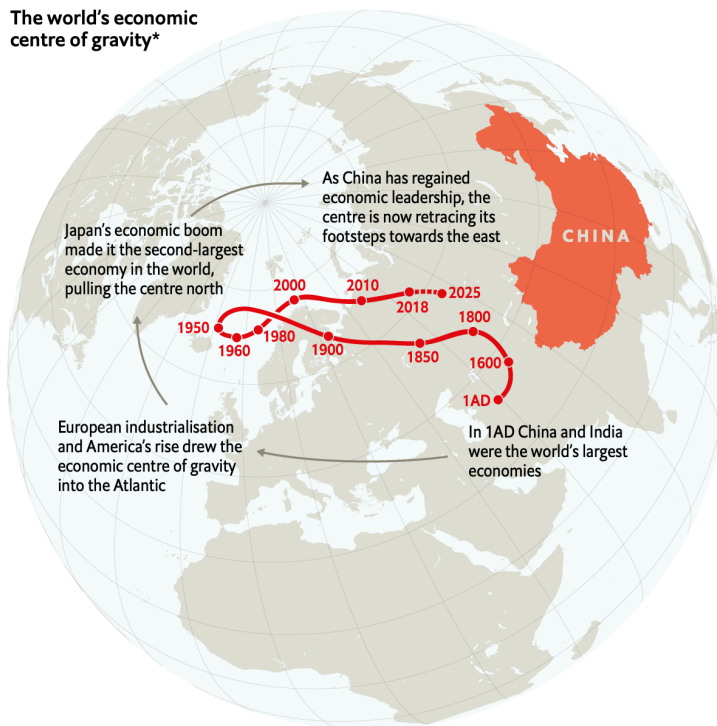 The world's economic
centre of gravity*
As China has regained
economic leadership, the
centre is now retracing its
footsteps towards the east
Japan's economic boom
made it the second-largest
economy in the world,
pulling the centre north
CHINA
2000
2010
2018
2025
1950
1960
1980
1900
1850
1800
1600
1AD
European industrialisation
and America's rise drew the
economic centre of gravity
into the Atlantic
In 1AD China and India
were the world's largest
economies